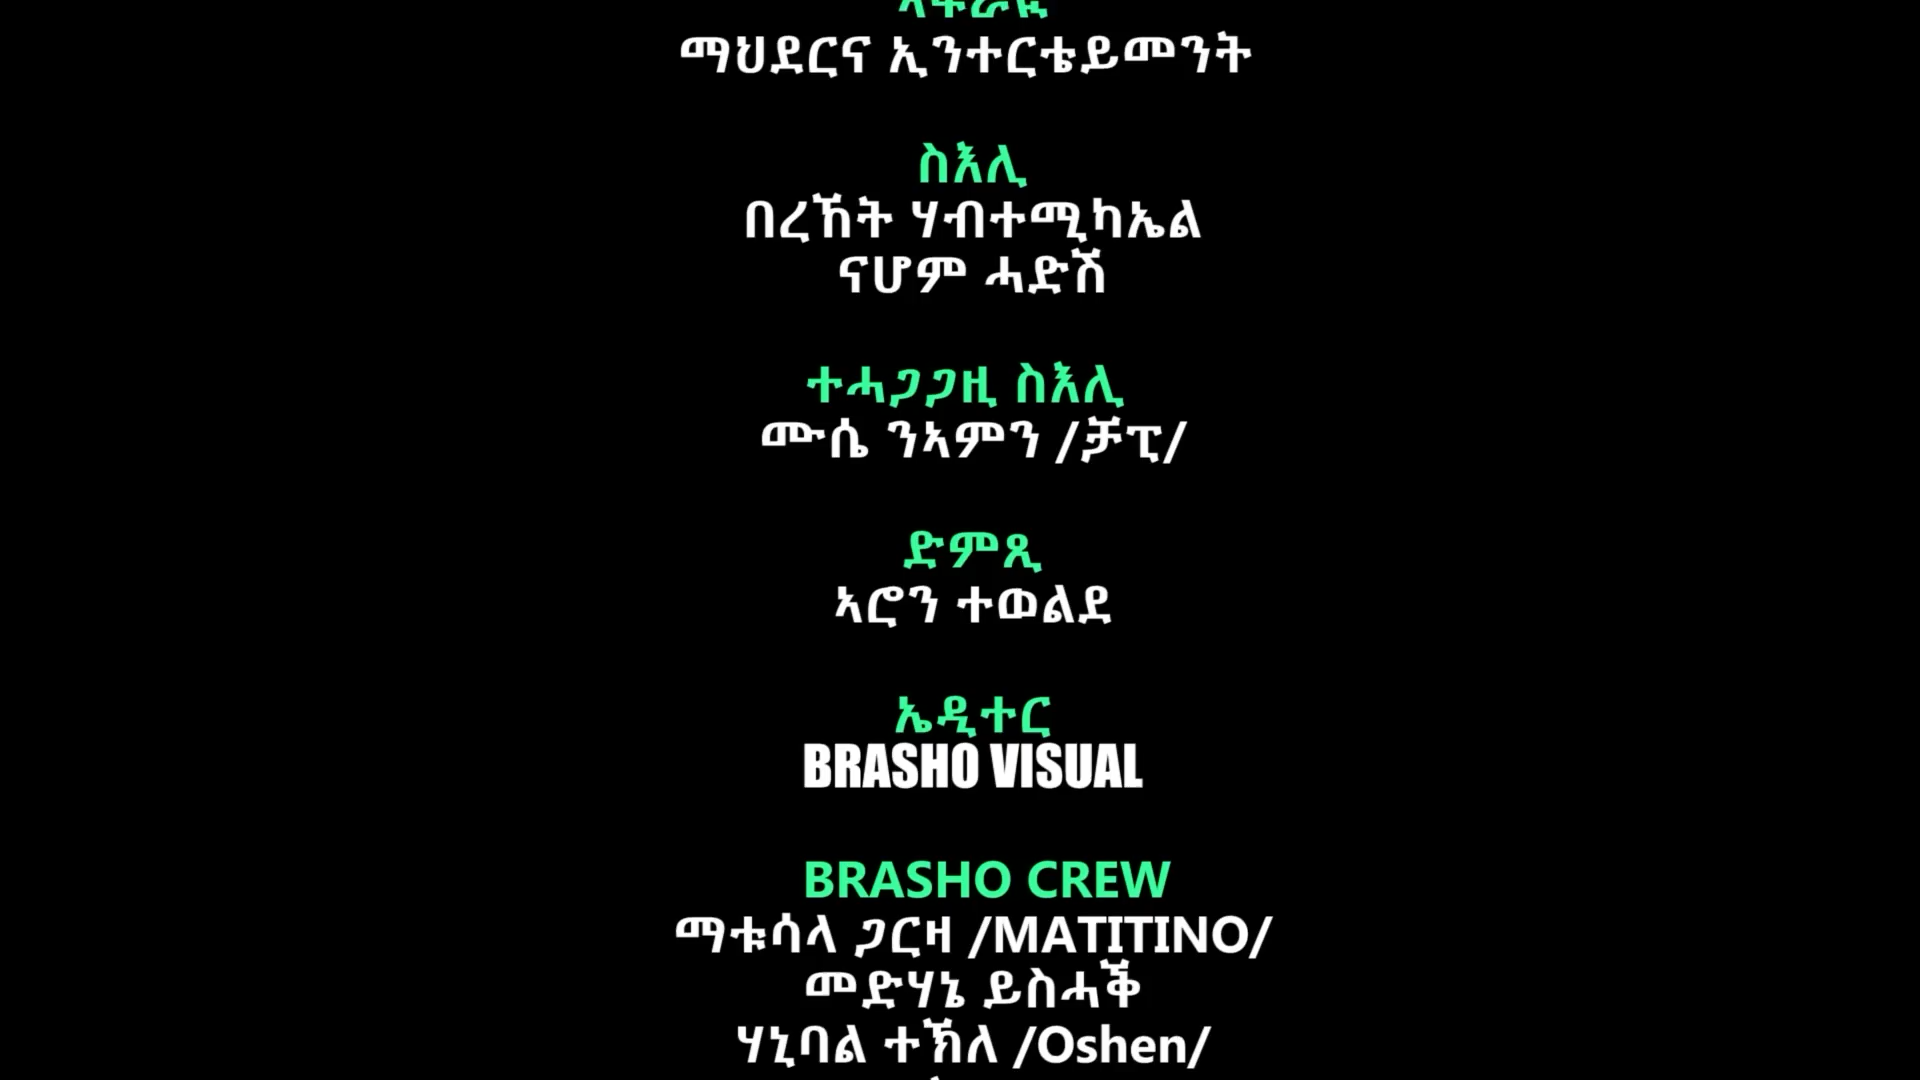 ማህደርና ኢንተርቴይመንት
ስእሊ
በረኸት ሃብተሚካኤል
ናሆም ሓድሽ
ተሓጋጋዚ ስእሊ
ሙሴ ንኣምን /ቻፒ/
ድምጺ
ኣሮን ተወልደ
ኤዲተር
BRASHO VISUAL
BRASHO CREW
ማቱሳላ ጋርዛ /MATITINO/
መድሃኔ ይስሓቕ
ሃኒባል ተኽለ /Oshen/